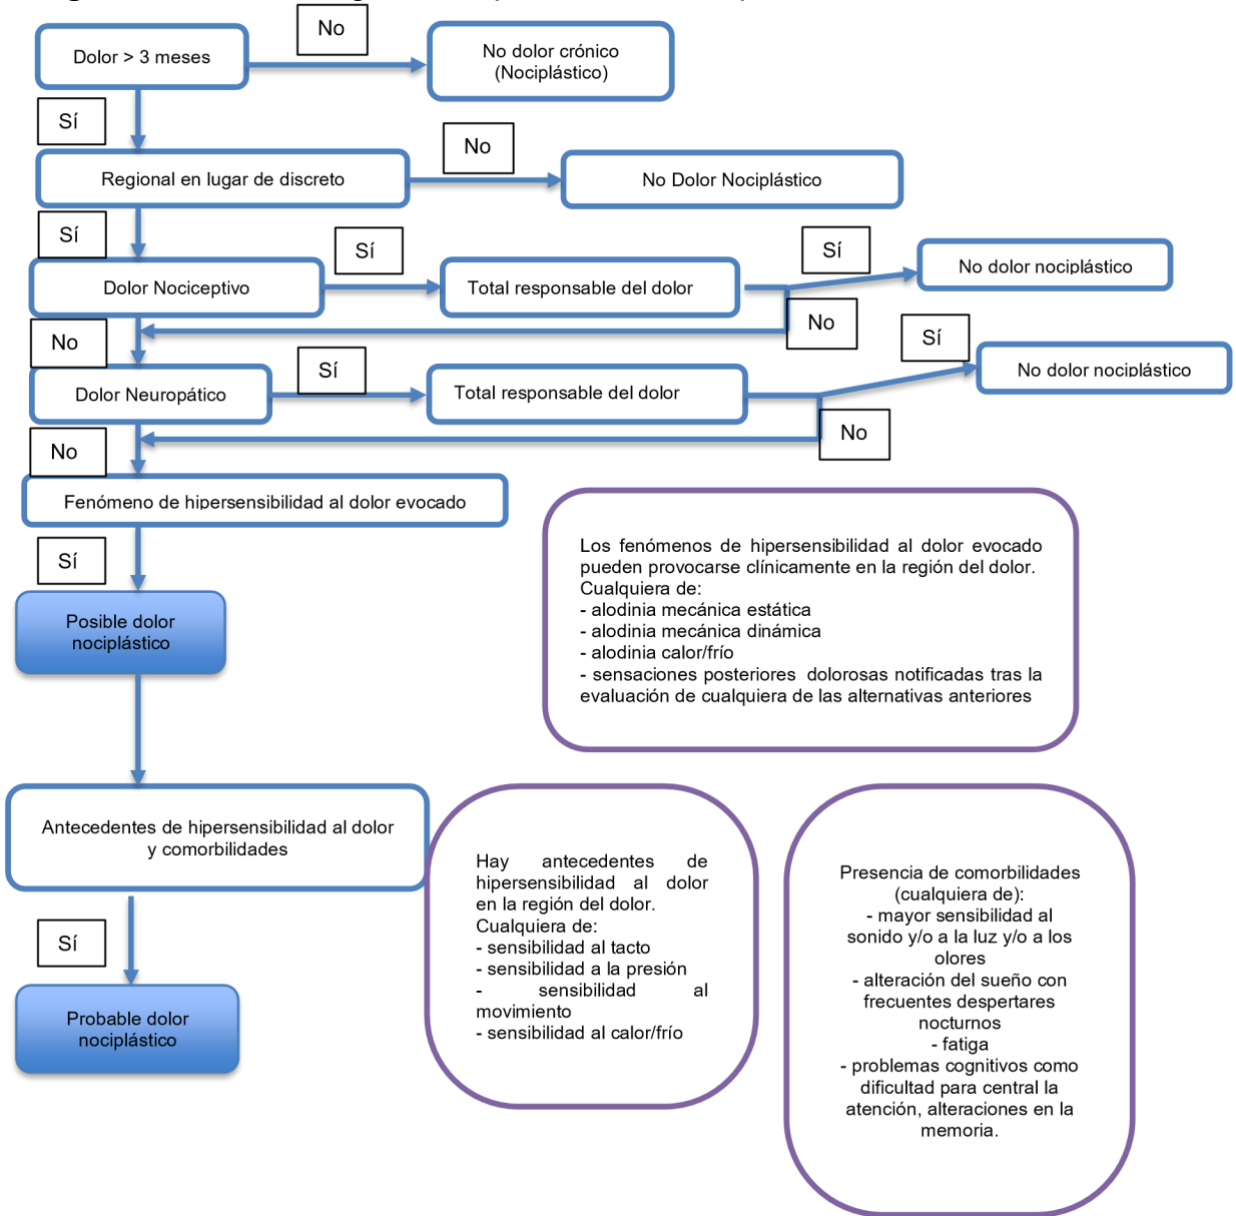 No
Dolor > 3 meses
No dolor crónico
(Nociplástico)
Sí
No
Regional en lugar de discreto
No Dolor Nociplástico
Sí
Sí
Sí
Dolor Nociceptivo
Total responsable del dolor
No dolor nociplástico
No
No
Sí
Sí
Dolor Neuropático
Total responsable del dolor
No dolor nociplástico
No
No
Fenómeno de hipersensibilidad al dolor evocado
Sí
Los fenómenos de hipersensibilidad al dolor evocado
pueden provocarse clínicamente en la región del dolor.
Cualquiera de:
- alodinia mecánica estática
- alodinia mecánica dinámica
- alodinia calor/frío
- sensaciones posteriores dolorosas notificadas tras la
evaluación de cualquiera de las alternativas anteriores
Posible dolor
nociplástico
Antecedentes de hipersensibilidad al dolor
y comorbilidades
Hay antecedentes de
hipersensibilidad al dolor
en la región del dolor.
Cualquiera de:
- sensibilidad al tacto
- sensibilidad a la presión
- sensibilidad al
movimiento
- sensibilidad al calor/frío
Presencia de comorbilidades
(cualquiera de):
- mayor sensibilidad al
sonido y/o a la luz y/o a los
olores
- alteración del sueño con
frecuentes despertares
nocturnos
- fatiga
- problemas cognitivos como
dificultad para central la
atención, alteraciones en la
memoria.
Sí
Probable dolor
nociplástico